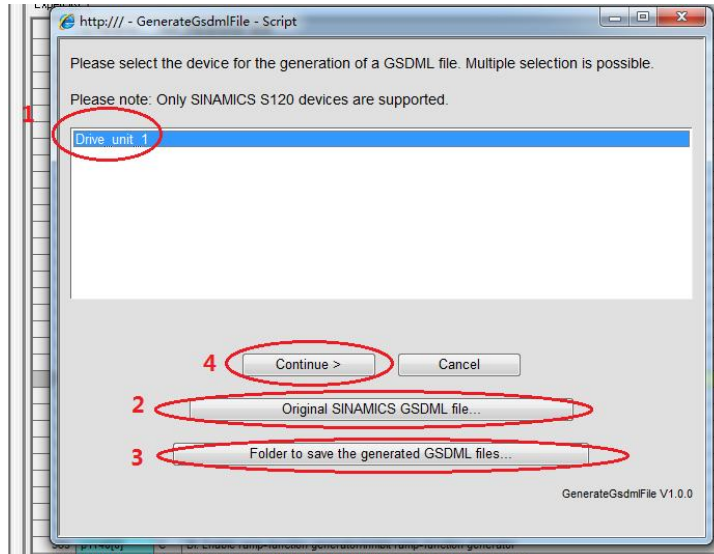 http:/// - GenerateGsdmlFile - Script
Please select the device for the generation of a GSDML file. Multiple selection is possible.
Please note: Only SINAMICS S120 devices are supported.
1
Drive_unit_1
4
Continue >
Cancel
2
Original SINAMICS GSDML file...
3
Folder to save the generated GSDML files...
GenerateGsdmlFile V1.0.0